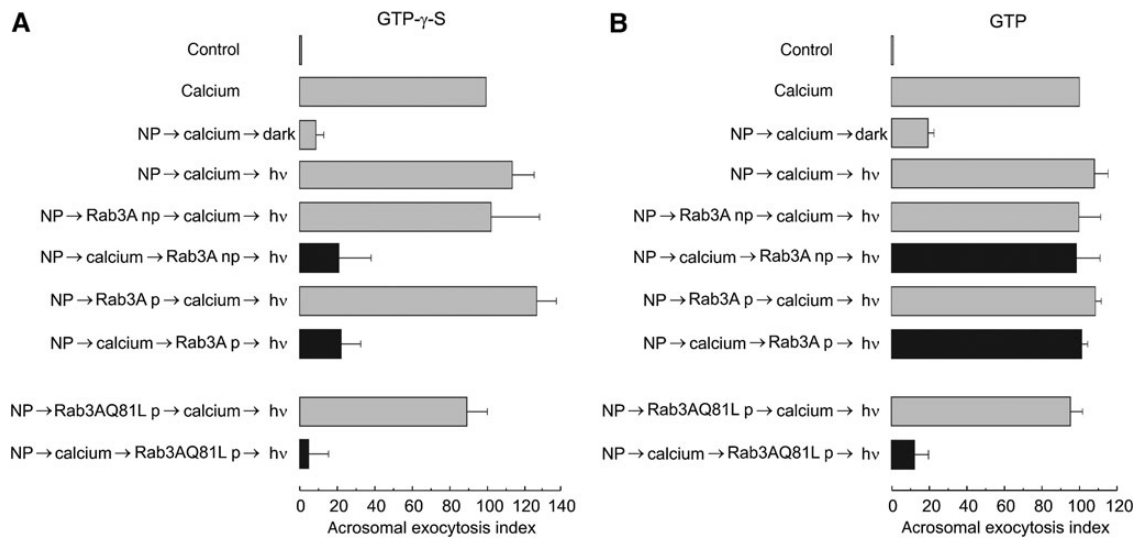 A
GTP-γ-S
Control
Calcium
NP → calcium → dark
NP → calcium → hν
NP → Rab3A np → calcium → hν
NP → calcium → Rab3A np → hν
NP → Rab3A p → calcium → hν
NP → calcium → Rab3A p → hν
NP → Rab3AQ81L p → calcium → hν
NP → calcium → Rab3AQ81L p → hν
0 20 40 60 80 100 120 140
Acrosomal exocytosis index
B
GTP
Control
Calcium
NP → calcium → dark
NP → calcium → hν
NP → Rab3A np → calcium → hν
NP → calcium → Rab3A np → hν
NP → Rab3A p → calcium → hν
NP → calcium → Rab3A p → hν
NP → Rab3AQ81L p → calcium → hν
NP → calcium → Rab3AQ81L p → hν
0 20 40 60 80 100 120
Acrosomal exocytosis index